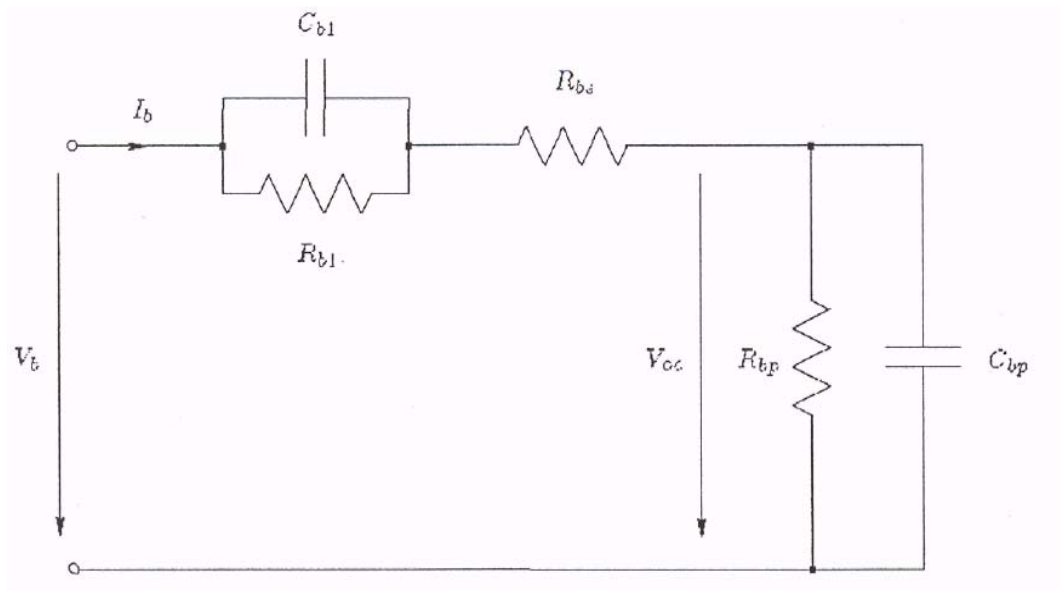 C_{b1}
I_b
R_{bs}
R_{b1}
V_b
V_{oc}
R_{bp}
C_{bp}